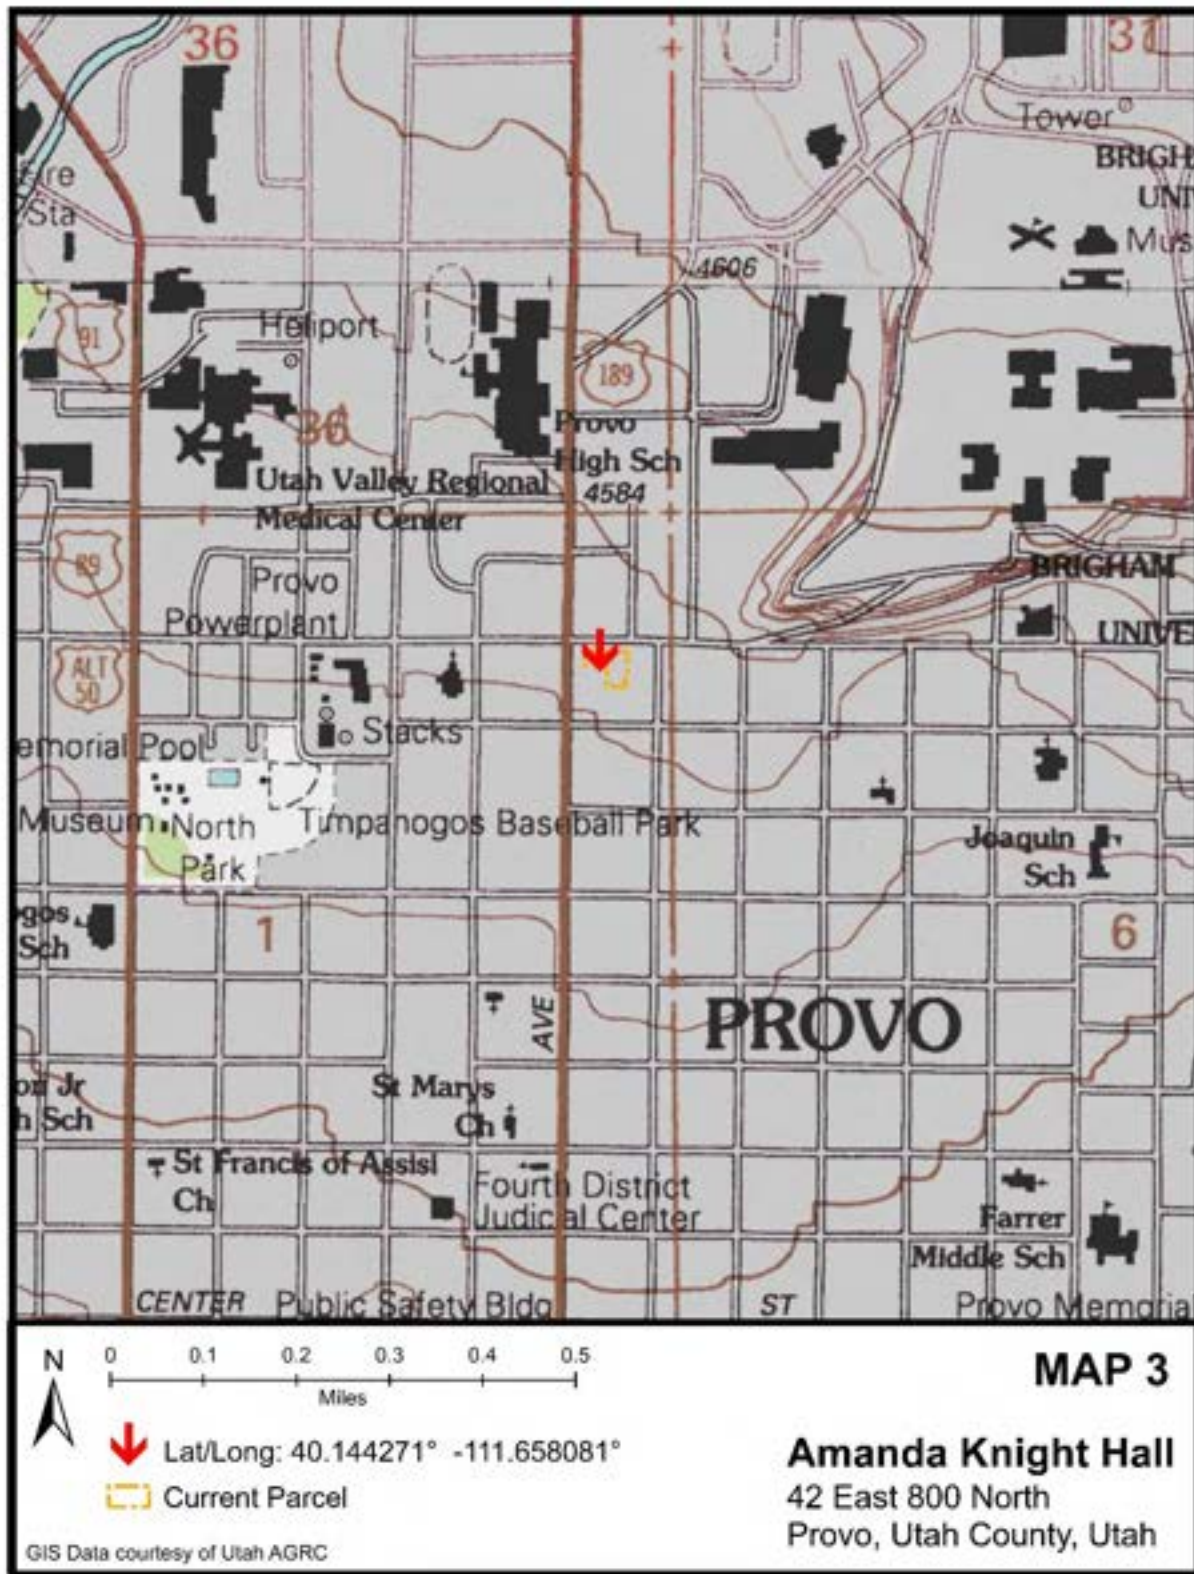 36
31
Tower
BRIGH
UNI
Mus
ire
Sta
4606
91
Heliport
189
36
Provo
High Sch
Utah Valley Regional
Medical Center
4584
89
Provo
Powerplant
BRIGHAM
UNIVE
ALT
50
Stacks
emorial Pool
Museum
North
Park
Timpanogos Baseball Park
Joaquin
Sch
gos
Sch
1
6
AVE
PROVO
on Jr
h Sch
St Marys
Ch
St Francis of Assisi
Ch
Fourth District
Judicial Center
Farrer
Middle Sch
CENTER
Public Safety Bldg
ST
Provo Memoria
N
0 0.1 0.2 0.3 0.4 0.5
Miles
MAP 3
Lat/Long: 40.144271° -111.658081°
Current Parcel
Amanda Knight Hall
42 East 800 North
Provo, Utah County, Utah
GIS Data courtesy of Utah AGRC